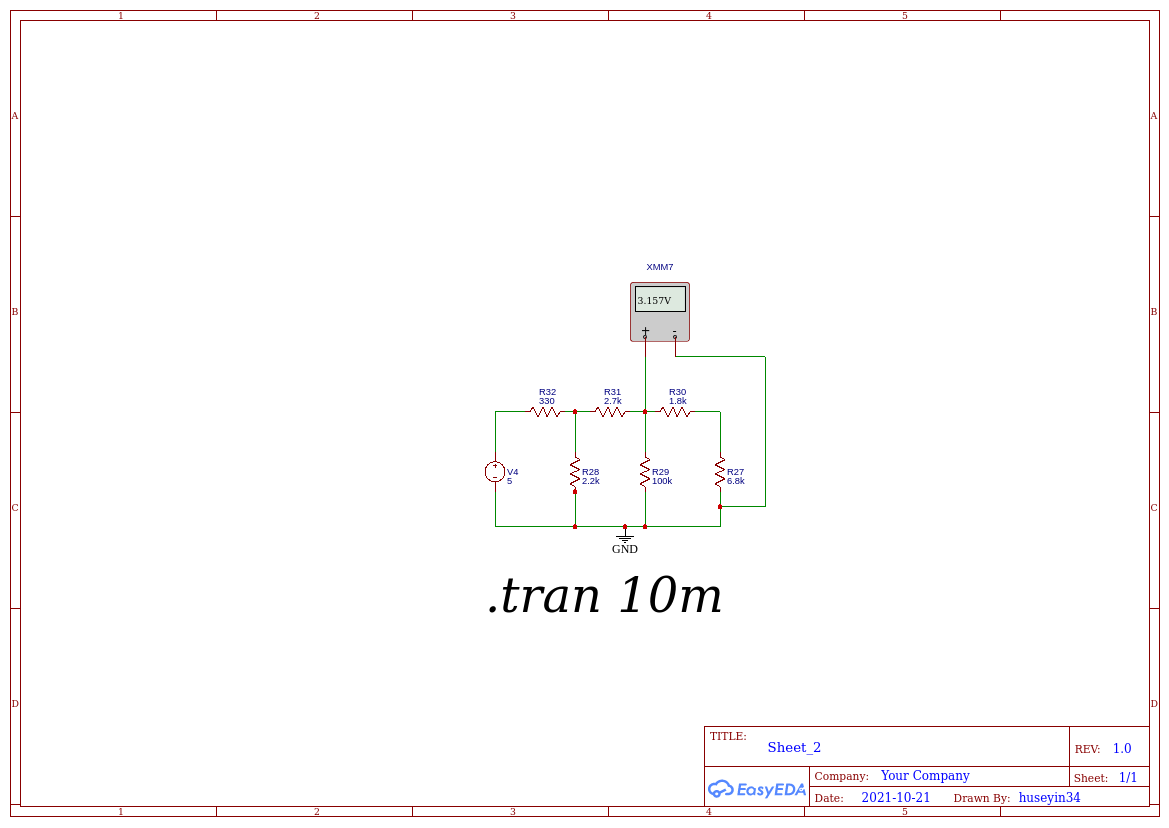 1 2 3 4 5
A A
XMM7
3.157V
+ -
B B
R32 R31 R30
330 2.7k 1.8k
V4 R28 R29 R27
5 2.2k 100k 6.8k
C C
GND
.tran 10m
D D
TITLE: Sheet_2 REV: 1.0
EasyEDA Company: Your Company Sheet: 1/1
Date: 2021-10-21 Drawn By: huseyin34
1 2 3 4 5